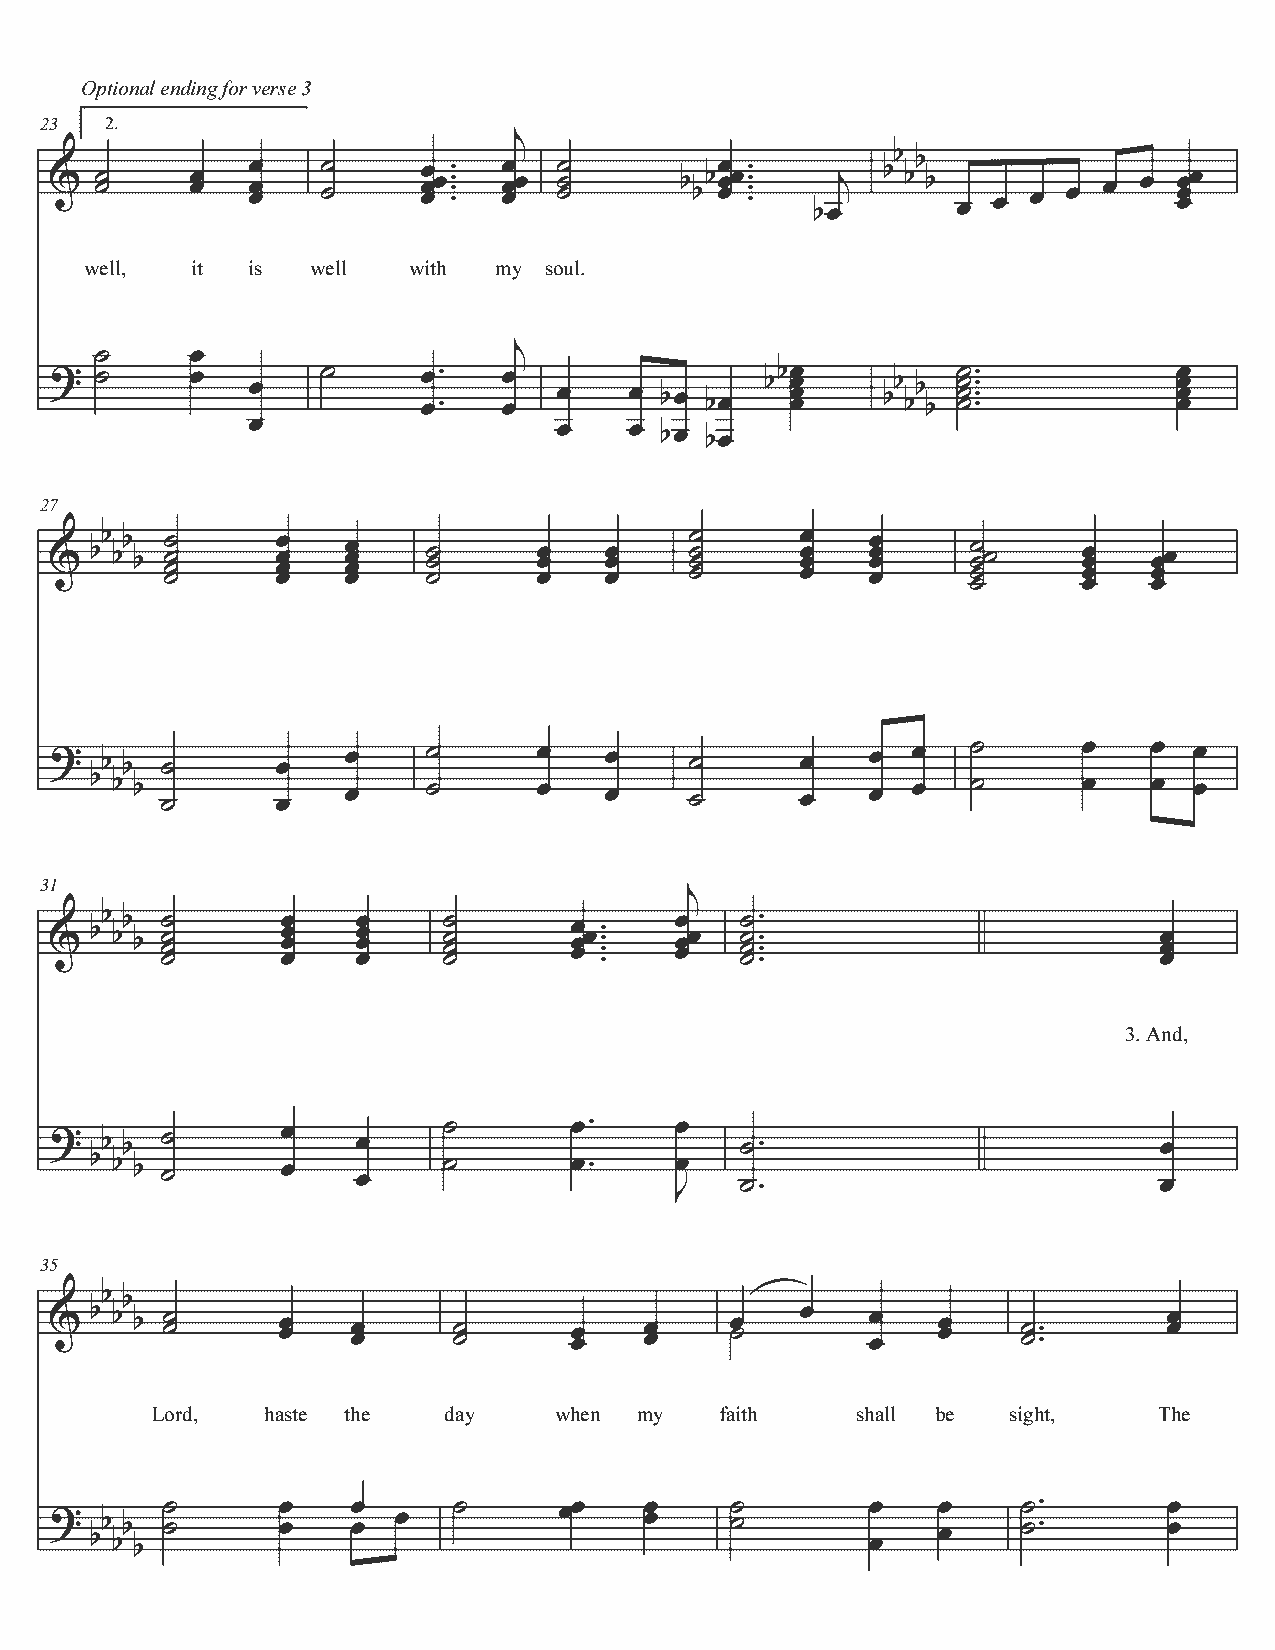 Optional ending for verse 3
23 2.
well, it is well with my soul.
27
31
3. And,
35
Lord, haste the day when my faith shall be sight, The